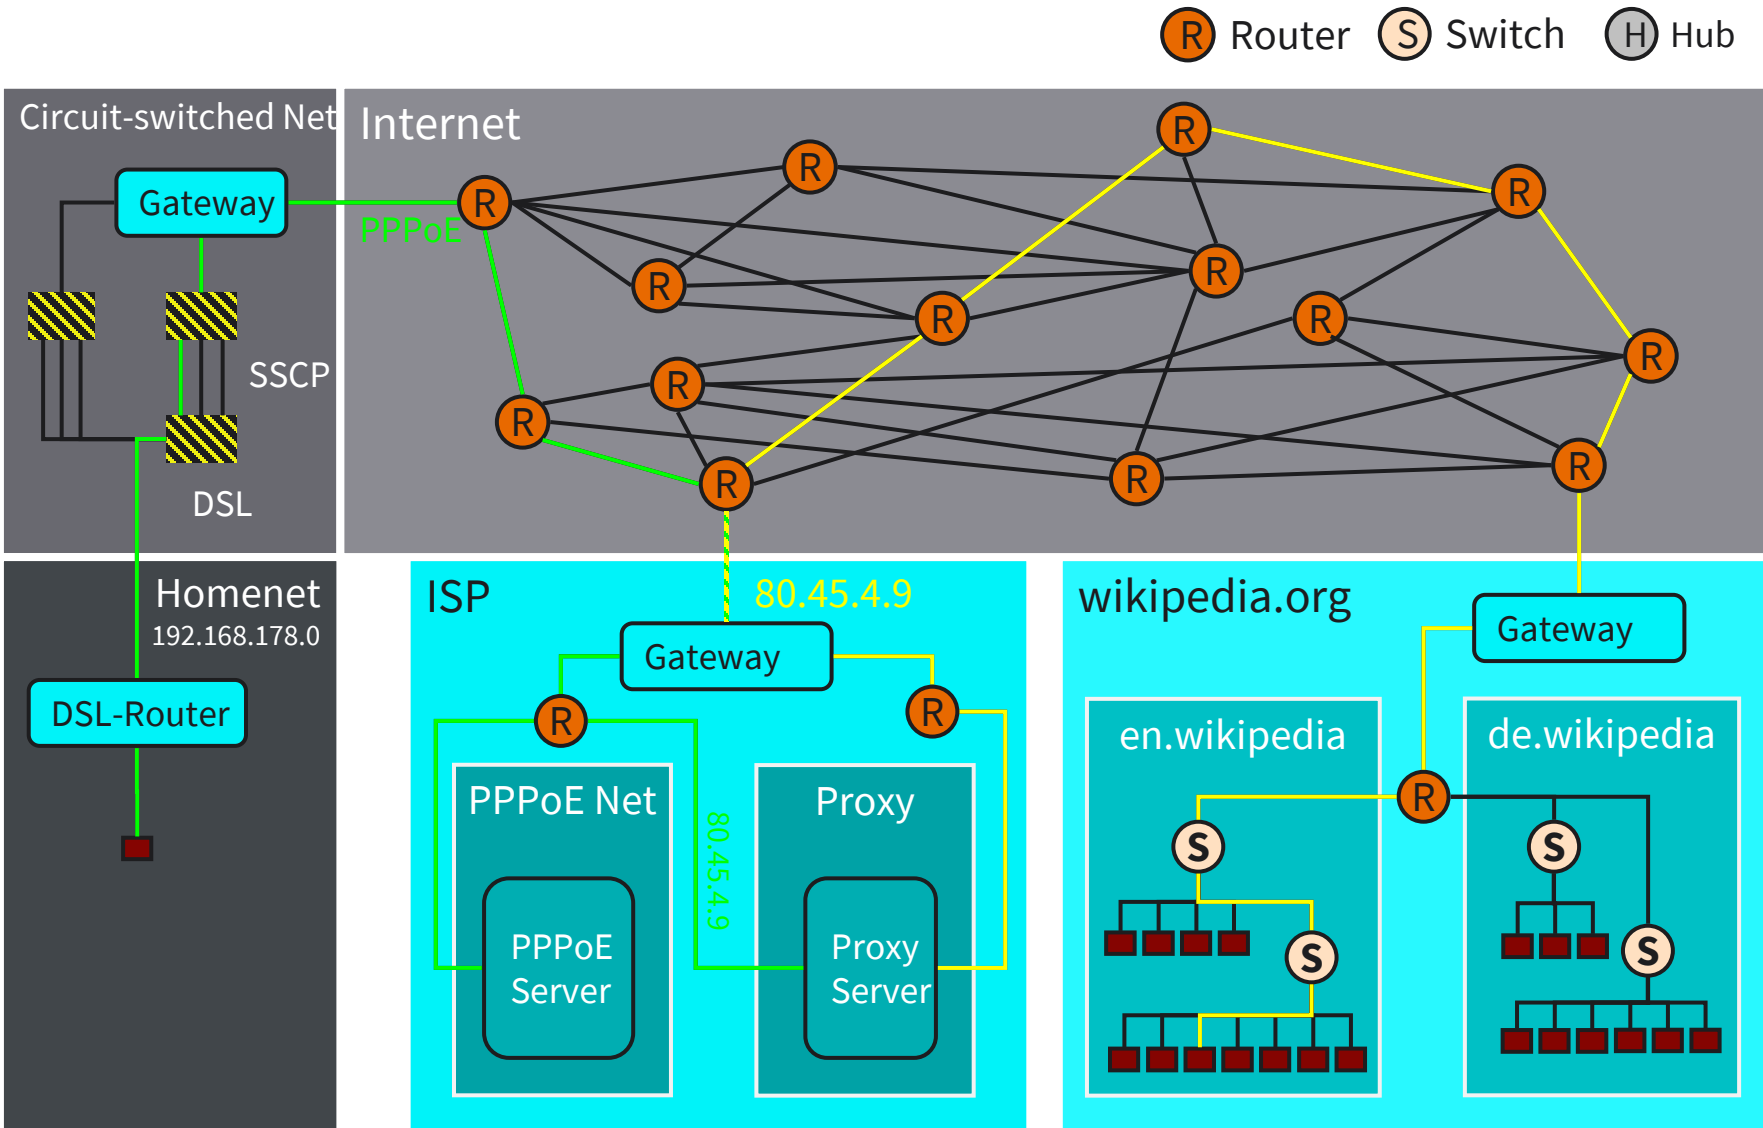 R Router S Switch H Hub
Circuit-switched Net
Gateway
SSCP
DSL
Internet
PPPoE
R
R
R
R
R
R
R
R
R
R
R
R
R
R
Homenet
192.168.178.0
DSL-Router
ISP
80.45.4.9
Gateway
R
R
PPPoE Net
PPPoE
Server
80.45.4.9
Proxy
Proxy
Server
wikipedia.org
Gateway
R
en.wikipedia
S
S
de.wikipedia
S
S